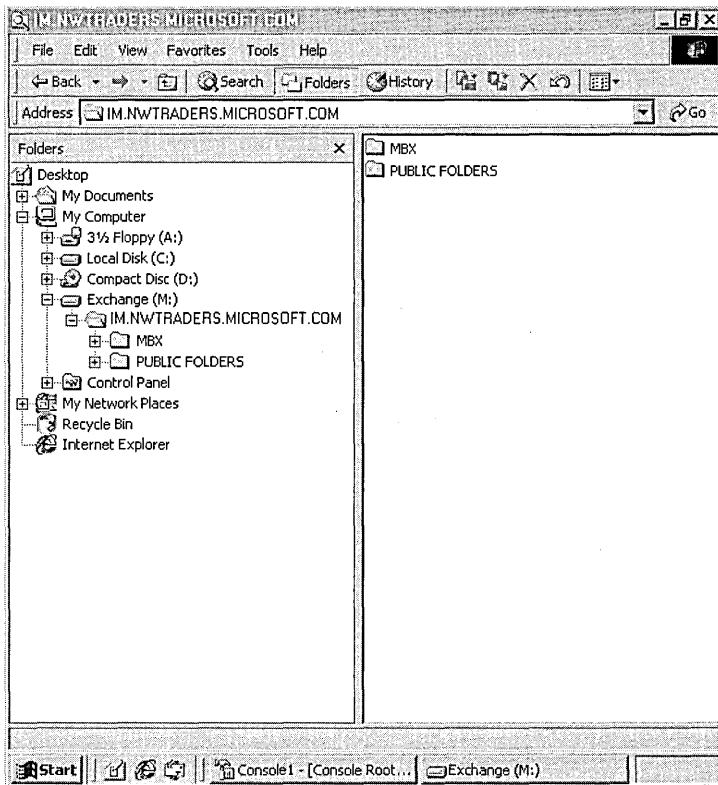 IM.NWTRADERS.MICROSOFT.COM
File Edit View Favorites Tools Help
Back Search Folders History
Address IM.NWTRADERS.MICROSOFT.COM Go
Folders
Desktop
My Documents
My Computer
3½ Floppy (A:)
Local Disk (C:)
Compact Disc (D:)
Exchange (M:)
IM.NWTRADERS.MICROSOFT.COM
MBX
PUBLIC FOLDERS
Control Panel
My Network Places
Recycle Bin
Internet Explorer
MBX
PUBLIC FOLDERS
Start Console1 - [Console Root... Exchange (M:)